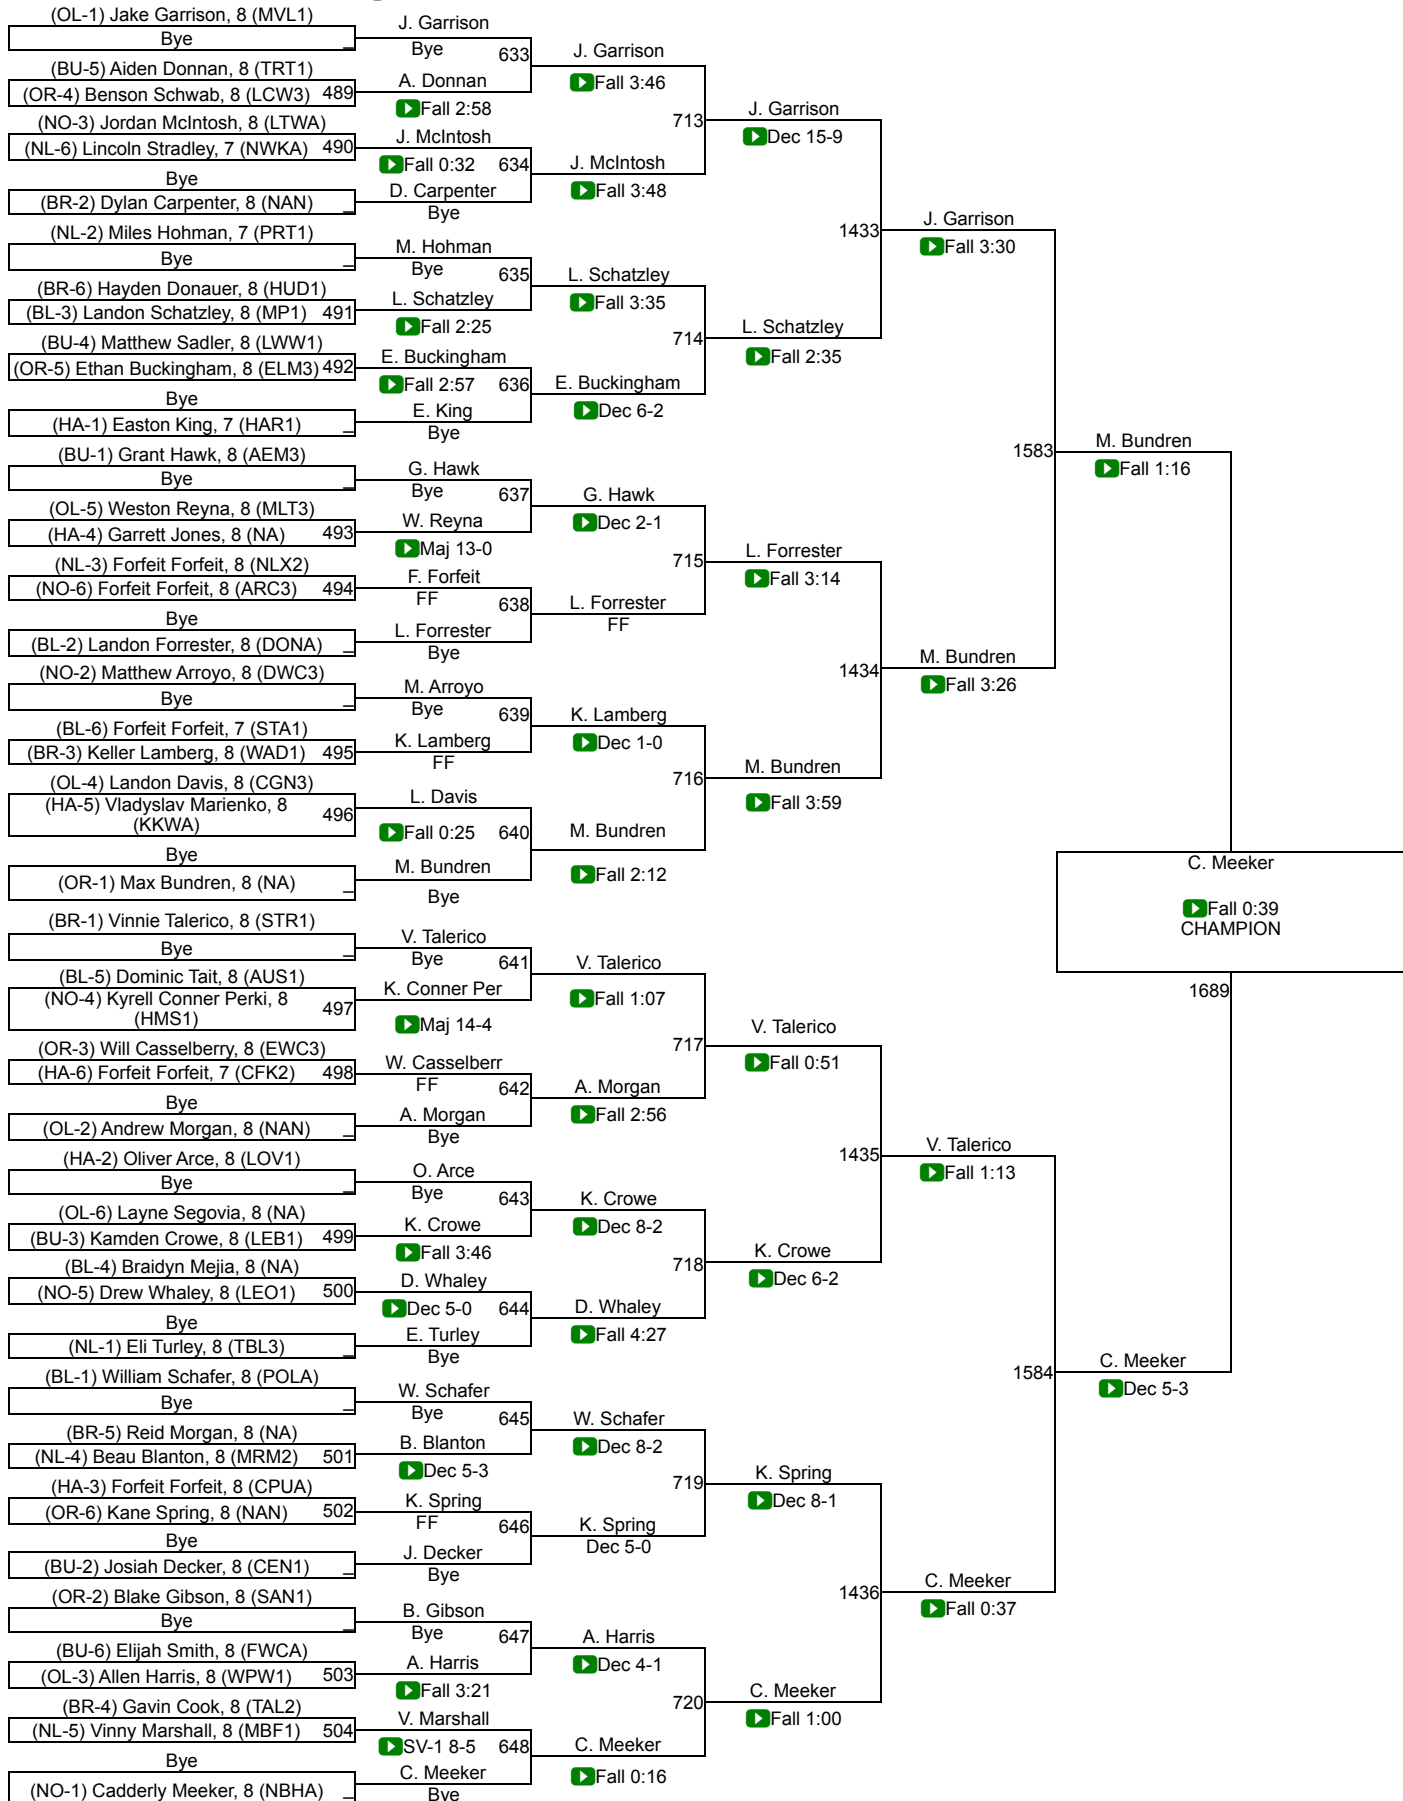 (OL-1) Jake Garrison, 8 (MVL1)
Bye
(BU-5) Aiden Donnan, 8 (TRT1)
(OR-4) Benson Schwab, 8 (LCW3) 489
(NO-3) Jordan McIntosh, 8 (LTWA)
(NL-6) Lincoln Stradley, 7 (NWKA) 490
Bye
(BR-2) Dylan Carpenter, 8 (NAN)
(NL-2) Miles Hohman, 7 (PRT1)
Bye
(BR-6) Hayden Donauer, 8 (HUD1)
(BL-3) Landon Schatzley, 8 (MP1) 491
(BU-4) Matthew Sadler, 8 (LWW1)
(OR-5) Ethan Buckingham, 8 (ELM3) 492
Bye
(HA-1) Easton King, 7 (HAR1)
(BU-1) Grant Hawk, 8 (AEM3)
Bye
(OL-5) Weston Reyna, 8 (MLT3)
(HA-4) Garrett Jones, 8 (NA) 493
(NL-3) Forfeit Forfeit, 8 (NLX2)
(NO-6) Forfeit Forfeit, 8 (ARC3) 494
Bye
(BL-2) Landon Forrester, 8 (DONA)
(NO-2) Matthew Arroyo, 8 (DWC3)
Bye
(BL-6) Forfeit Forfeit, 7 (STA1)
(BR-3) Keller Lamberg, 8 (WAD1) 495
(OL-4) Landon Davis, 8 (CGN3)
(HA-5) Vladyslav Marienko, 8
(KKWA) 496
Bye
(OR-1) Max Bundren, 8 (NA)
(BR-1) Vinnie Talerico, 8 (STR1)
Bye
(BL-5) Dominic Tait, 8 (AUS1)
(NO-4) Kyrell Conner Perki, 8
(HMS1) 497
(OR-3) Will Casselberry, 8 (EWC3)
(HA-6) Forfeit Forfeit, 7 (CFK2) 498
Bye
(OL-2) Andrew Morgan, 8 (NAN)
(HA-2) Oliver Arce, 8 (LOV1)
Bye
(OL-6) Layne Segovia, 8 (NA)
(BU-3) Kamden Crowe, 8 (LEB1) 499
(BL-4) Braidyn Mejia, 8 (NA)
(NO-5) Drew Whaley, 8 (LEO1) 500
Bye
(NL-1) Eli Turley, 8 (TBL3)
(BL-1) William Schafer, 8 (POLA)
Bye
(BR-5) Reid Morgan, 8 (NA)
(NL-4) Beau Blanton, 8 (MRM2) 501
(HA-3) Forfeit Forfeit, 8 (CPUA)
(OR-6) Kane Spring, 8 (NAN) 502
Bye
(BU-2) Josiah Decker, 8 (CEN1)
(OR-2) Blake Gibson, 8 (SAN1)
Bye
(BU-6) Elijah Smith, 8 (FWCA)
(OL-3) Allen Harris, 8 (WPW1) 503
(BR-4) Gavin Cook, 8 (TAL2)
(NL-5) Vinny Marshall, 8 (MBF1) 504
Bye
(NO-1) Cadderly Meeker, 8 (NBHA)
J. Garrison
Bye 633
A. Donnan
Fall 2:58
J. McIntosh
Fall 0:32 634
D. Carpenter
Bye
M. Hohman
Bye 635
L. Schatzley
Fall 2:25
E. Buckingham
Fall 2:57 636
E. King
Bye
G. Hawk
Bye 637
W. Reyna
Maj 13-0
F. Forfeit
FF 638
L. Forrester
Bye
M. Arroyo
Bye 639
K. Lamberg
FF
L. Davis
Fall 0:25 640
M. Bundren
Bye
V. Talerico
Bye 641
K. Conner Per
Maj 14-4
W. Casselberr
FF 642
A. Morgan
Bye
O. Arce
Bye 643
K. Crowe
Fall 3:46
D. Whaley
Dec 5-0 644
E. Turley
Bye
W. Schafer
Bye 645
B. Blanton
Dec 5-3
K. Spring
FF 646
J. Decker
Bye
B. Gibson
Bye 647
A. Harris
Fall 3:21
V. Marshall
SV-1 8-5 648
C. Meeker
Bye
J. Garrison
Fall 3:46
713
J. McIntosh
Fall 3:48
L. Schatzley
Fall 3:35
714
E. Buckingham
Dec 6-2
G. Hawk
Dec 2-1
715
L. Forrester
FF
K. Lamberg
Dec 1-0
716
M. Bundren
Fall 2:12
V. Talerico
Fall 1:07
717
A. Morgan
Fall 2:56
K. Crowe
Dec 8-2
718
D. Whaley
Fall 4:27
W. Schafer
Dec 8-2
719
K. Spring
Dec 5-0
A. Harris
Dec 4-1
720
C. Meeker
Fall 0:16
J. Garrison
Dec 15-9
1433
L. Schatzley
Fall 2:35
L. Forrester
Fall 3:14
1434
M. Bundren
Fall 3:59
V. Talerico
Fall 0:51
1435
K. Crowe
Dec 6-2
K. Spring
Dec 8-1
1436
C. Meeker
Fall 1:00
J. Garrison
Fall 3:30
1583
M. Bundren
Fall 3:26
V. Talerico
Fall 1:13
1584
C. Meeker
Fall 0:37
M. Bundren
Fall 1:16
C. Meeker
Dec 5-3
C. Meeker
Fall 0:39
CHAMPION
1689